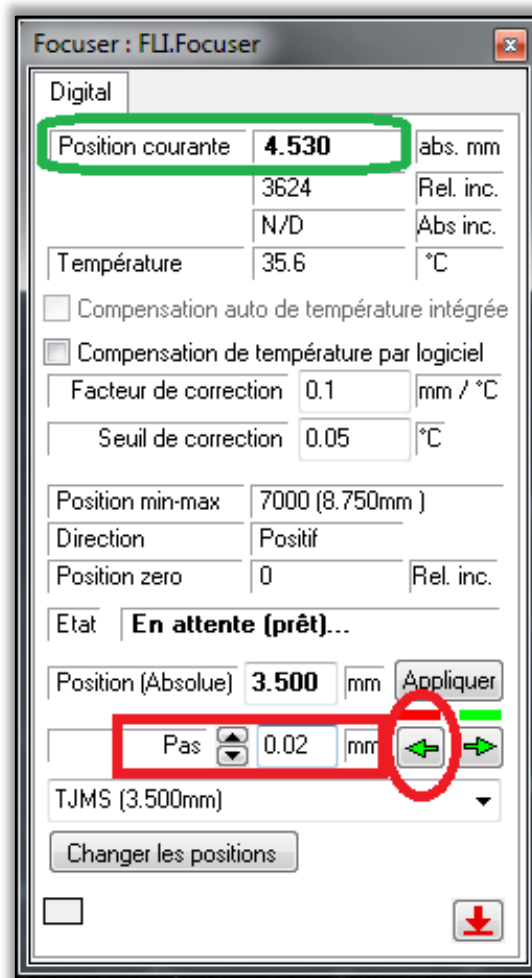 Focuser : FLI.Focuser
Digital
Position courante 4.530 abs. mm
3624 Rel. inc.
N/D Abs inc.
Température 35.6 °C
Compensation auto de température intégrée
Compensation de température par logiciel
Facteur de correction 0.1 mm / °C
Seuil de correction 0.05 °C
Position min-max 7000 (8.750mm )
Direction Positif
Position zero 0 Rel. inc.
Etat En attente (prêt)...
Position (Absolue) 3.500 mm Appliquer
Pas 0.02 mm
TJMS (3.500mm)
Changer les positions